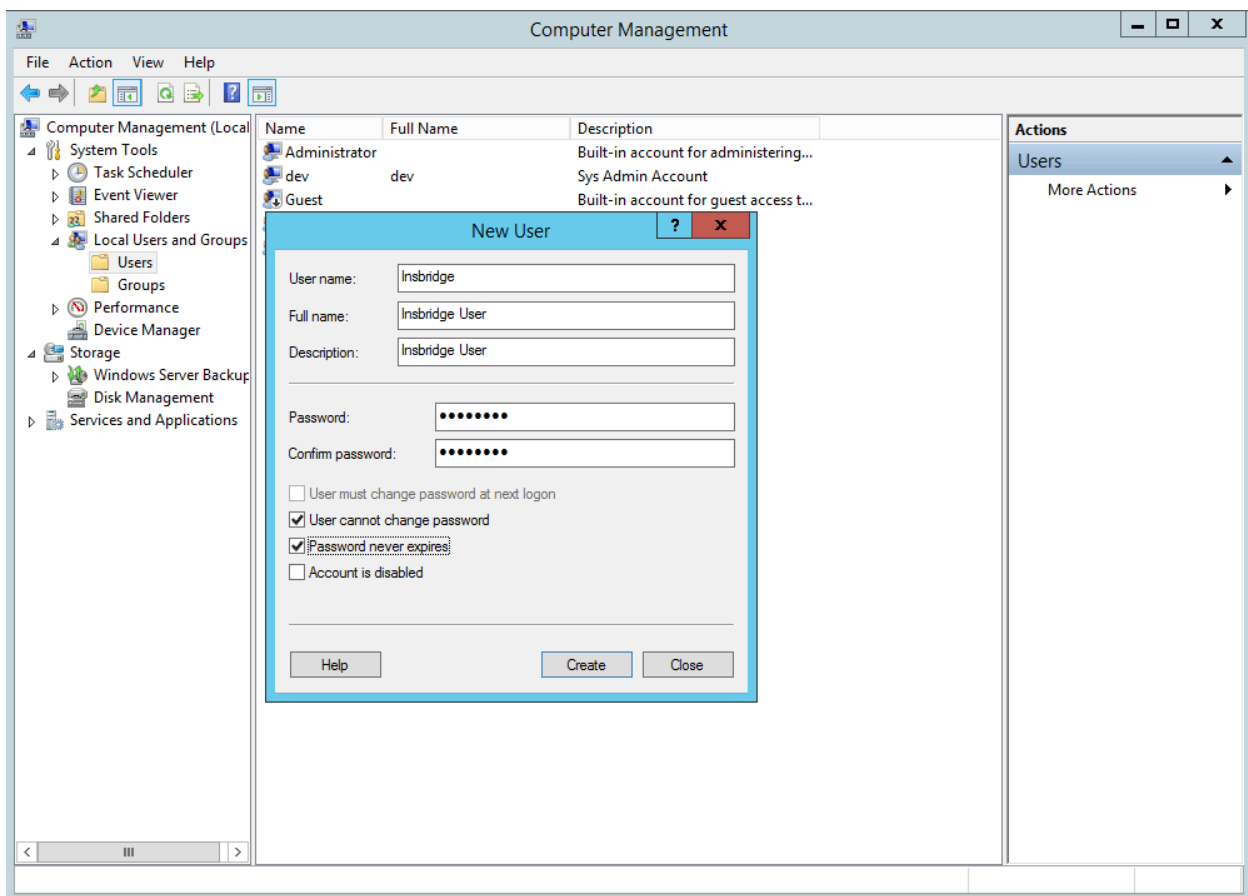 Computer Management
File Action View Help
Computer Management (Local
System Tools
Task Scheduler
Event Viewer
Shared Folders
Local Users and Groups
Users
Groups
Performance
Device Manager
Storage
Windows Server Backup
Disk Management
Services and Applications
Name Full Name Description
Administrator Built-in account for administering...
dev dev Sys Admin Account
Guest Built-in account for guest access t...
New User
User name: Insbridge
Full name: Insbridge User
Description: Insbridge User
Password: ••••••••
Confirm password: ••••••••
User must change password at next logon
User cannot change password
Password never expires
Account is disabled
Help Create Close
Actions
Users
More Actions